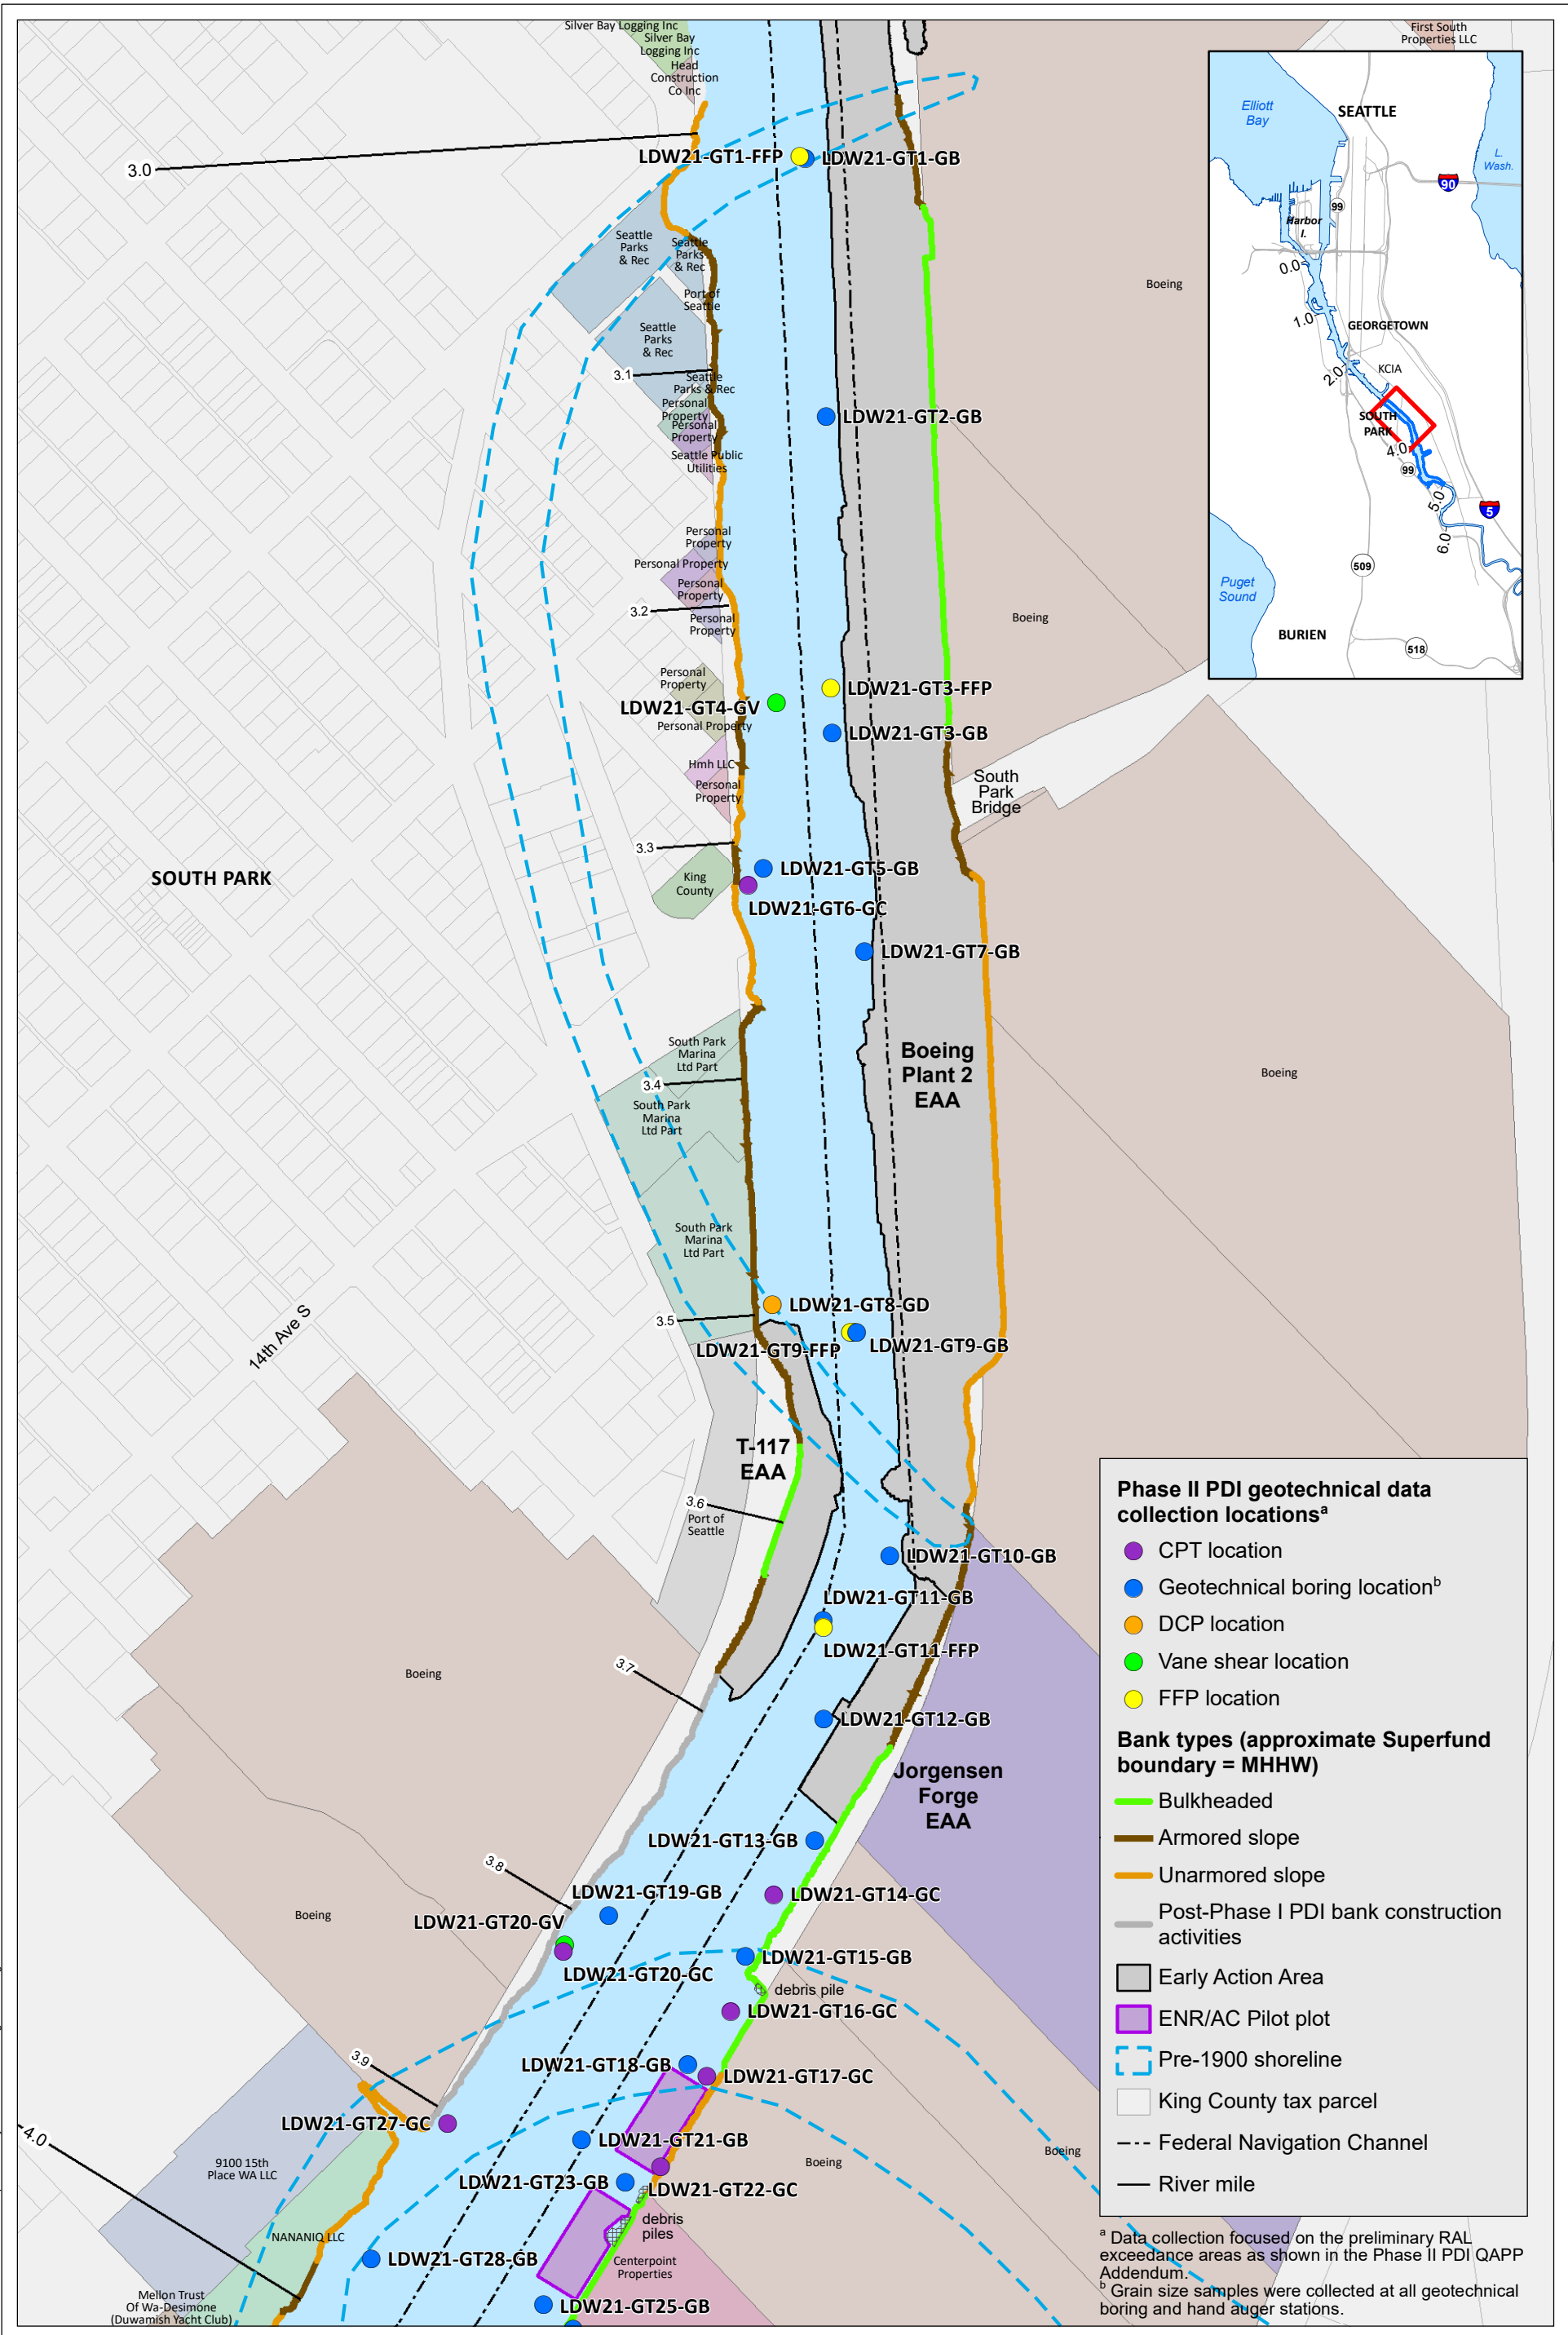 Silver Bay Logging Inc
Silver Bay
Logging Inc
Head
Construction
Co Inc
First South
Properties LLC
3.0
LDW21-GT1-FFP
LDW21-GT1-GB
Seattle
Parks
& Rec
Seattle
Parks
& Rec
Port of
Seattle
Seattle
Parks
& Rec
3.1
Seattle
Parks & Rec
Personal
Property
Personal
Property
Seattle Public
Utilities
LDW21-GT2-GB
Boeing
Personal
Property
Personal Property
Personal
Property
3.2
Personal
Property
Boeing
Personal
Property
LDW21-GT3-FFP
LDW21-GT4-GV
Personal Property
LDW21-GT3-GB
Hmh LLC
Personal
Property
South
Park
Bridge
3.3
SOUTH PARK
King
County
LDW21-GT5-GB
LDW21-GT6-GC
LDW21-GT7-GB
South Park
Marina
Ltd Part
3.4
South Park
Marina
Ltd Part
Boeing
Plant 2
EAA
Boeing
South Park
Marina
Ltd Part
14th Ave S
LDW21-GT8-GD
3.5
LDW21-GT9-FFP
LDW21-GT9-GB
T-117
EAA
3.6
Port of
Seattle
LDW21-GT10-GB
LDW21-GT11-GB
LDW21-GT11-FFP
Boeing
3.7
LDW21-GT12-GB
Jorgensen
Forge
EAA
LDW21-GT13-GB
3.8
LDW21-GT19-GB
LDW21-GT14-GC
Boeing
LDW21-GT20-GV
LDW21-GT20-GC
LDW21-GT15-GB
debris pile
LDW21-GT16-GC
3.9
LDW21-GT18-GB
LDW21-GT17-GC
LDW21-GT27-GC
4.0
LDW21-GT21-GB
Boeing
Boeing
9100 15th
Place WA LLC
LDW21-GT23-GB
LDW21-GT22-GC
debris
piles
NANANIQ LLC
LDW21-GT28-GB
Centerpoint
Properties
Mellon Trust
Of Wa-Desimone
(Duwamish Yacht Club)
LDW21-GT25-GB
Elliott
Bay
SEATTLE
L.
Wash.
90
99
Harbor
I.
0.0
1.0
GEORGETOWN
2.0
KCIA
SOUTH
PARK
4.0
99
5.0
5
6.0
509
Puget
Sound
BURIEN
518
Phase II PDI geotechnical data
collection locationsᵃ
CPT location
Geotechnical boring locationᵇ
DCP location
Vane shear location
FFP location
Bank types (approximate Superfund
boundary = MHHW)
Bulkheaded
Armored slope
Unarmored slope
Post-Phase I PDI bank construction
activities
Early Action Area
ENR/AC Pilot plot
Pre-1900 shoreline
King County tax parcel
Federal Navigation Channel
River mile
ᵃ Data collection focused on the preliminary RAL
exceedance areas as shown in the Phase II PDI QAPP
Addendum.
ᵇ Grain size samples were collected at all geotechnical
boring and hand auger stations.